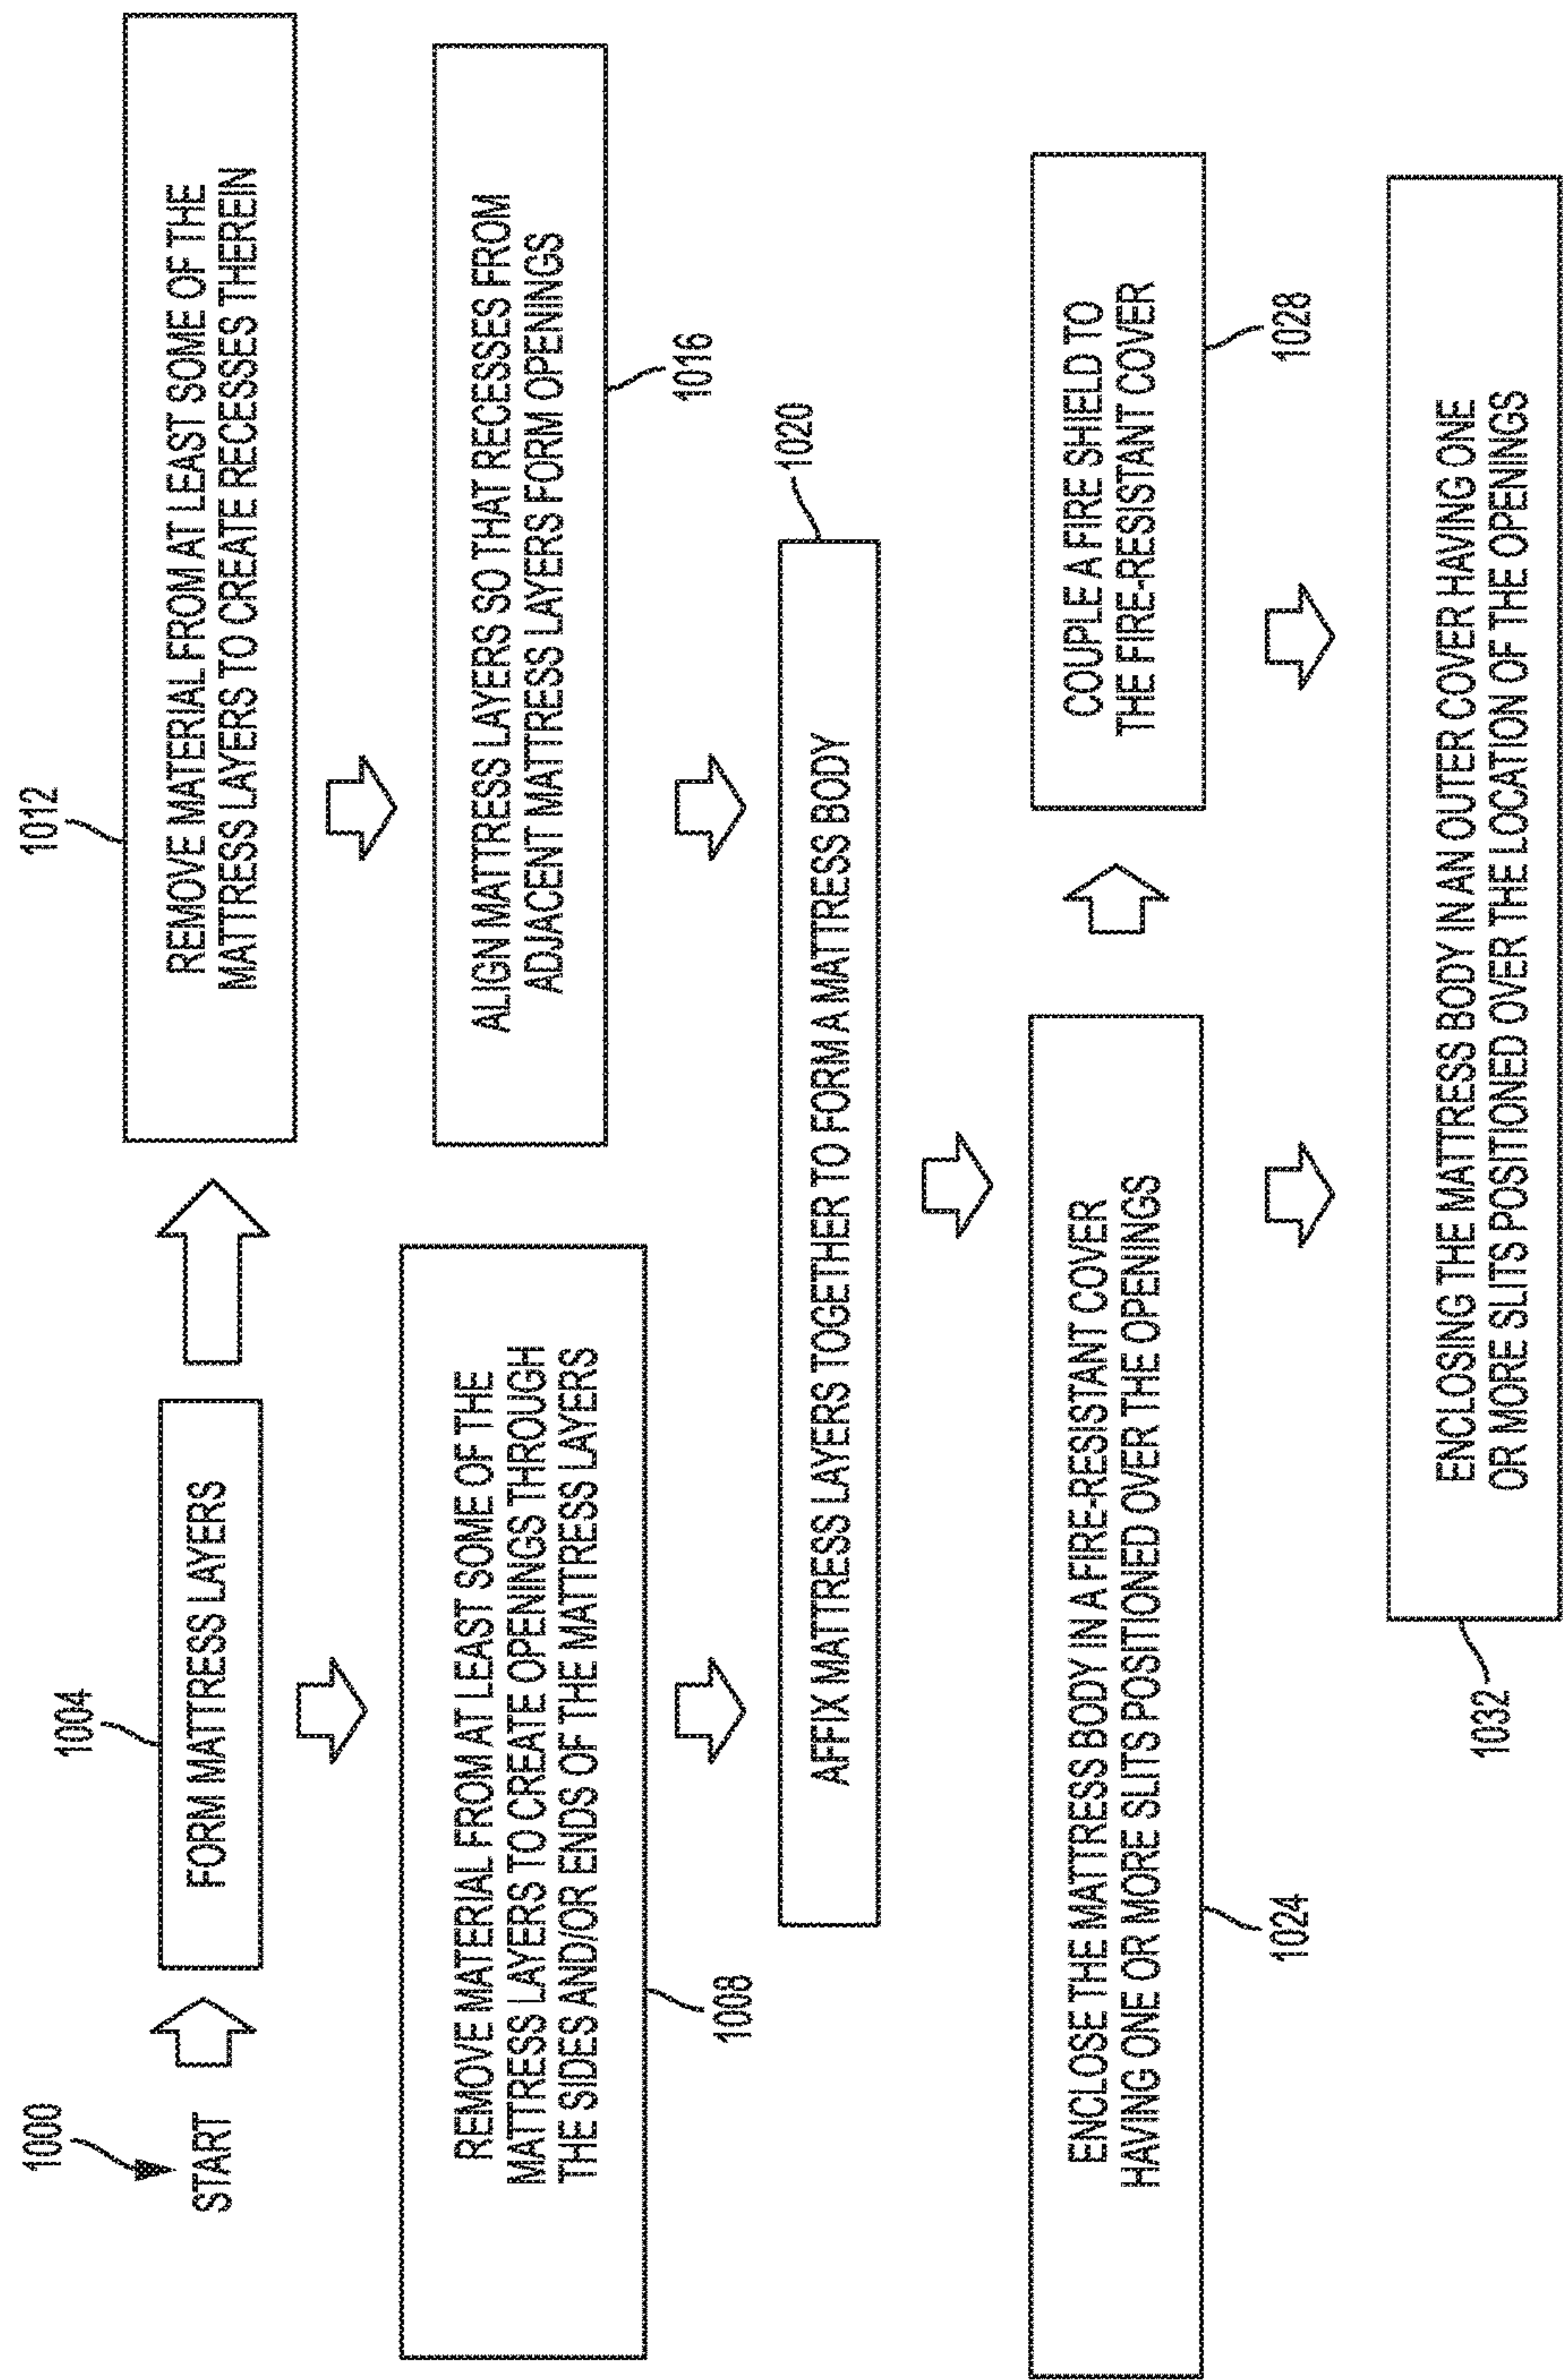 1000
START
1004
FORM MATTRESS LAYERS
1012
REMOVE MATERIAL FROM AT LEAST SOME OF THE
MATTRESS LAYERS TO CREATE RECESSES THEREIN
REMOVE MATERIAL FROM AT LEAST SOME OF THE
MATTRESS LAYERS TO CREATE OPENINGS THROUGH
THE SIDES AND/OR ENDS OF THE MATTRESS LAYERS
1008
ALIGN MATTRESS LAYERS SO THAT RECESSES FROM
ADJACENT MATTRESS LAYERS FORM OPENINGS
1016
1020
AFFIX MATTRESS LAYERS TOGETHER TO FORM A MATTRESS BODY
ENCLOSE THE MATTRESS BODY IN A FIRE-RESISTANT COVER
HAVING ONE OR MORE SLITS POSITIONED OVER THE OPENINGS
1024
COUPLE A FIRE SHIELD TO
THE FIRE-RESISTANT COVER
1028
ENCLOSING THE MATTRESS BODY IN AN OUTER COVER HAVING ONE
OR MORE SLITS POSITIONED OVER THE LOCATION OF THE OPENINGS
1032